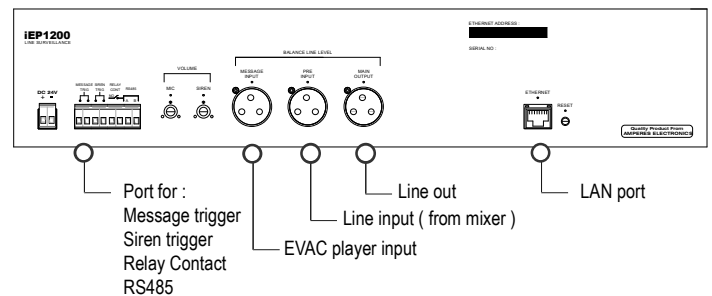 iEP1200
LINE SURVEILLANCE
ETHERNET ADDRESS :
SERIAL NO :
BALANCE LINE LEVEL
VOLUME
MESSAGE INPUT
PRE INPUT
MAIN OUTPUT
DC 24V
+ -
MESSAGE TRIG
SIREN TRIG
RELAY CONT
RS485
A B
MIC
SIREN
ETHERNET
RESET
Quality Product From
AMPERES ELECTRONICS
Port for :
Message trigger
Siren trigger
Relay Contact
RS485
EVAC player input
Line input ( from mixer )
Line out
LAN port